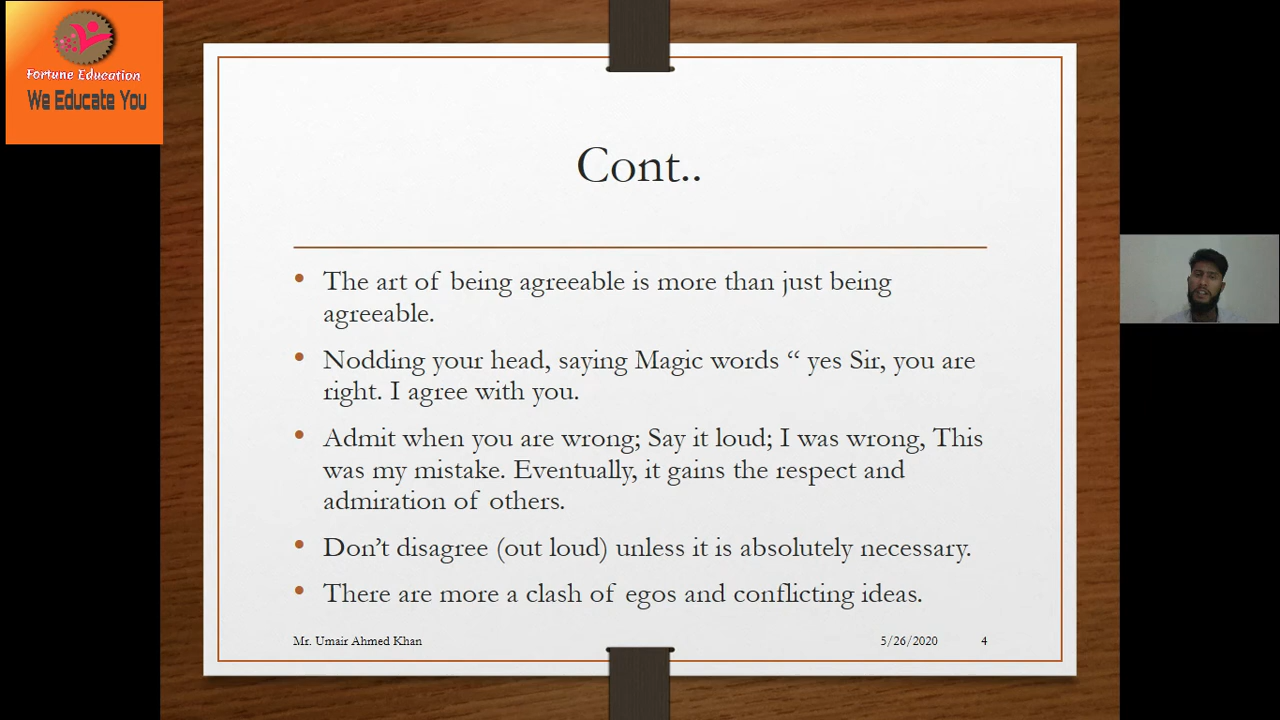 Fortune Education
We Educate You
Cont..
• The art of being agreeable is more than just being
agreeable.
• Nodding your head, saying Magic words “ yes Sir, you are
right. I agree with you.
• Admit when you are wrong; Say it loud; I was wrong, This
was my mistake. Eventually, it gains the respect and
admiration of others.
• Don’t disagree (out loud) unless it is absolutely necessary.
• There are more a clash of egos and conflicting ideas.
Mr. Umair Ahmed Khan 5/26/2020 4